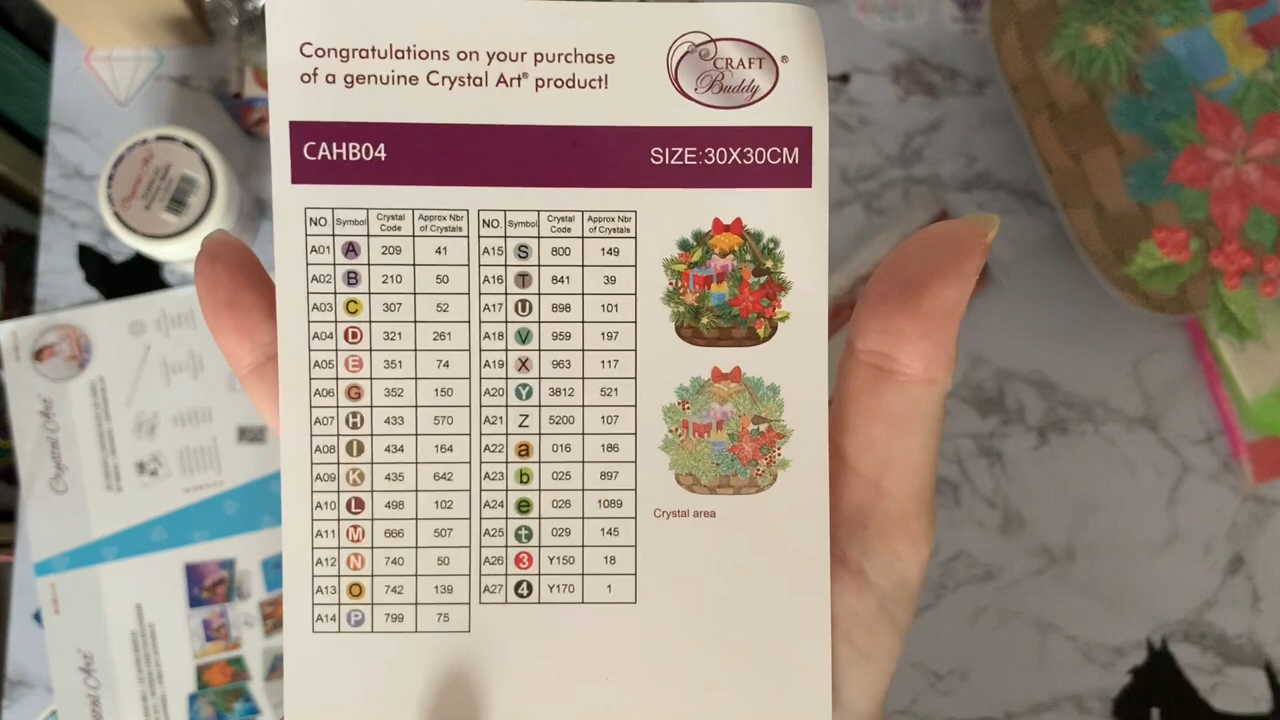 Congratulations on your purchase
of a genuine Crystal Art® product!
CRAFT
Buddy ®
CAHB04
SIZE:30X30CM
NO. Symbol Crystal Code Approx Nbr of Crystals
A01 A 209 41
A02 B 210 50
A03 C 307 52
A04 D 321 261
A05 E 351 74
A06 G 352 150
A07 H 433 570
A08 I 434 164
A09 K 435 642
A10 L 498 102
A11 M 666 507
A12 N 740 50
A13 O 742 139
A14 P 799 75
NO. Symbol Crystal Code Approx Nbr of Crystals
A15 S 800 149
A16 T 841 39
A17 U 898 101
A18 V 959 197
A19 X 963 117
A20 Y 3812 521
A21 Z 5200 107
A22 a 016 186
A23 b 025 897
A24 e 026 1089
A25 t 029 145
A26 3 Y150 18
A27 4 Y170 1
Crystal area
Crystal Art
Crystal Art